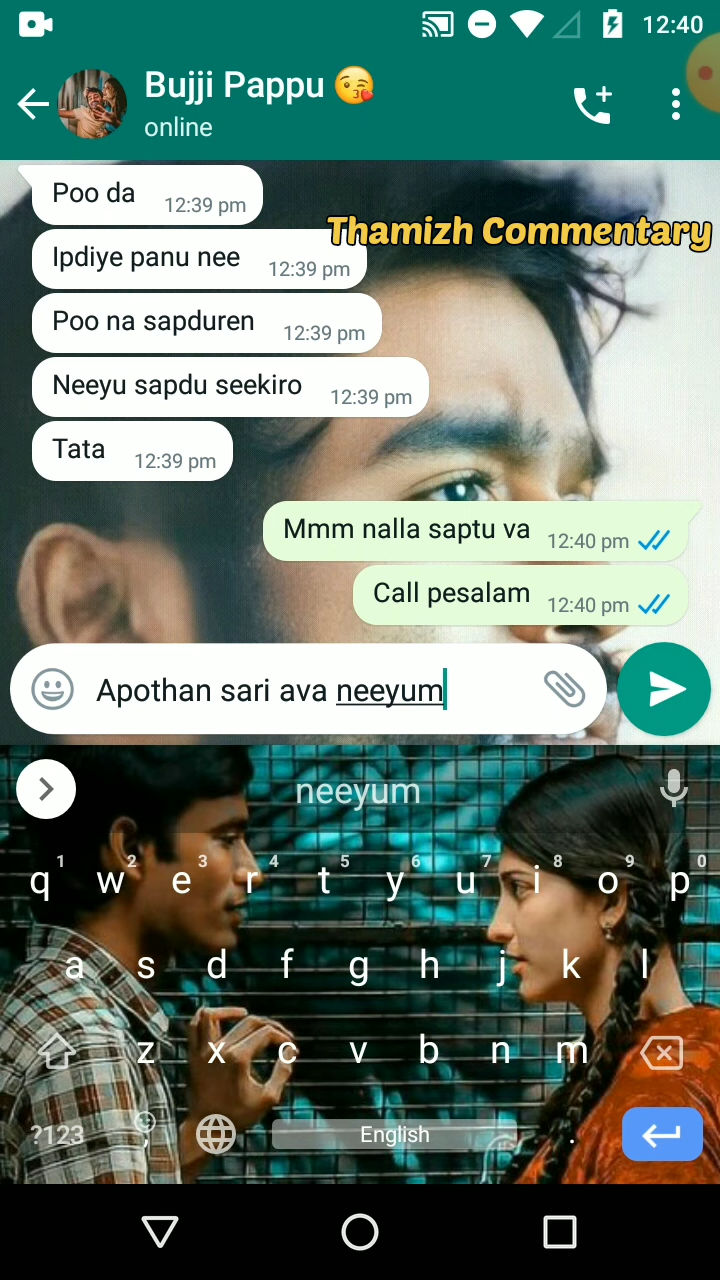 12:40
Bujji Pappu 😘
online
Poo da 12:39 pm
Thamizh Commentary
Ipdiye panu nee 12:39 pm
Poo na sapduren 12:39 pm
Neeyu sapdu seekiro 12:39 pm
Tata 12:39 pm
Mmm nalla saptu va 12:40 pm
Call pesalam 12:40 pm
Apothan sari ava neeyum
neeyum
1 2 3 4 5 6 7 8 9 0
q w e r t y u i o p
a s d f g h j k l
z x c v b n m
?123 , English .